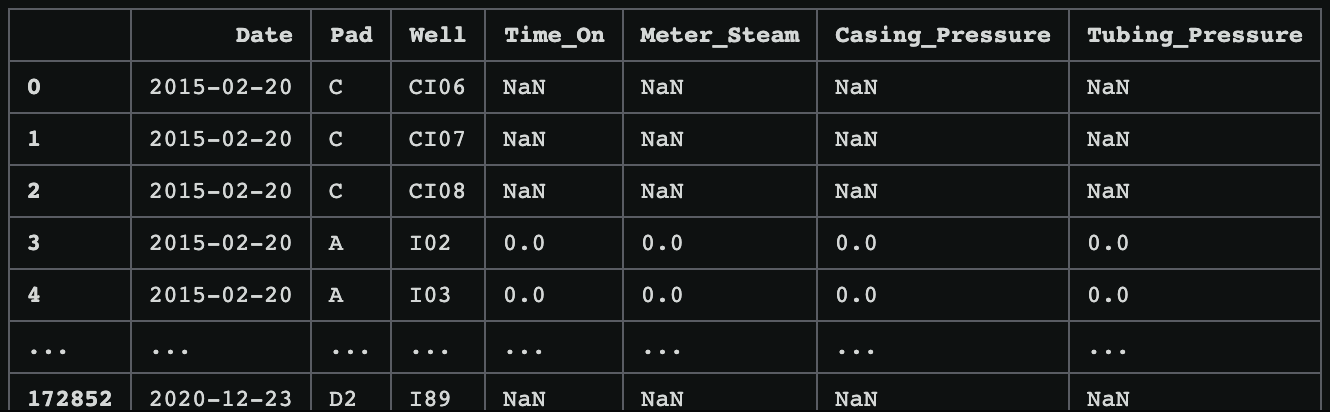 Date Pad Well Time_On Meter_Steam Casing_Pressure Tubing_Pressure
0 2015-02-20 C CI06 NaN NaN NaN NaN
1 2015-02-20 C CI07 NaN NaN NaN NaN
2 2015-02-20 C CI08 NaN NaN NaN NaN
3 2015-02-20 A I02 0.0 0.0 0.0 0.0
4 2015-02-20 A I03 0.0 0.0 0.0 0.0
... ... ... ... ... ... ... ...
172852 2020-12-23 D2 I89 NaN NaN NaN NaN